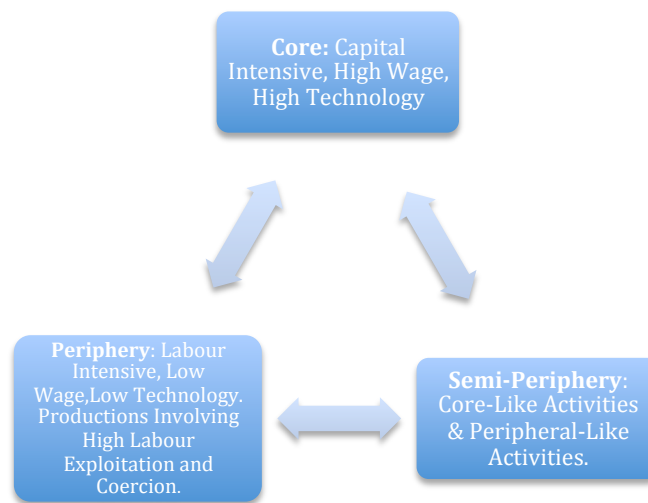 Core: Capital
Intensive, High Wage,
High Technology
Periphery: Labour
Intensive, Low
Wage,Low Technology.
Productions Involving
High Labour
Exploitation and
Coercion.
Semi-Periphery:
Core-Like Activities
& Peripheral-Like
Activities.